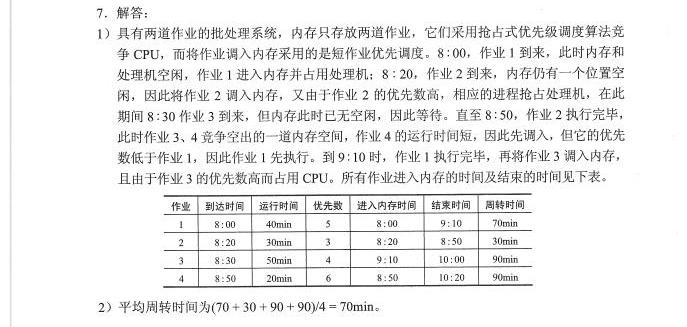 7. 解答：
1）具有两道作业的批处理系统，内存只存放两道作业，它们采用抢占式优先级调度算法竞
争 CPU，而将作业调入内存采用的是短作业优先调度。8:00，作业 1 到来，此时内存和
处理机空闲，作业 1 进入内存并占用处理机；8:20，作业 2 到来，内存仍有一个位置空
闲，因此将作业 2 调入内存，又由于作业 2 的优先数高，相应的进程抢占处理机，在此
期间 8:30 作业 3 到来，但内存此时已无空闲，因此等待。直至 8:50，作业 2 执行完毕，
此时作业 3、4 竞争空出的一道内存空间，作业 4 的运行时间短，因此先调入，但它的优先
数低于作业 1，因此作业 1 先执行。到 9:10 时，作业 1 执行完毕，再将作业 3 调入内存，
且由于作业 3 的优先数高而占用 CPU。所有作业进入内存的时间及结束的时间见下表。
作业 到达时间 运行时间 优先数 进入内存时间 结束时间 周转时间
1 8:00 40min 5 8:00 9:10 70min
2 8:20 30min 3 8:20 8:50 30min
3 8:30 50min 4 9:10 10:00 90min
4 8:50 20min 6 8:50 10:20 90min
2）平均周转时间为(70 + 30 + 90 + 90)/4 = 70min。